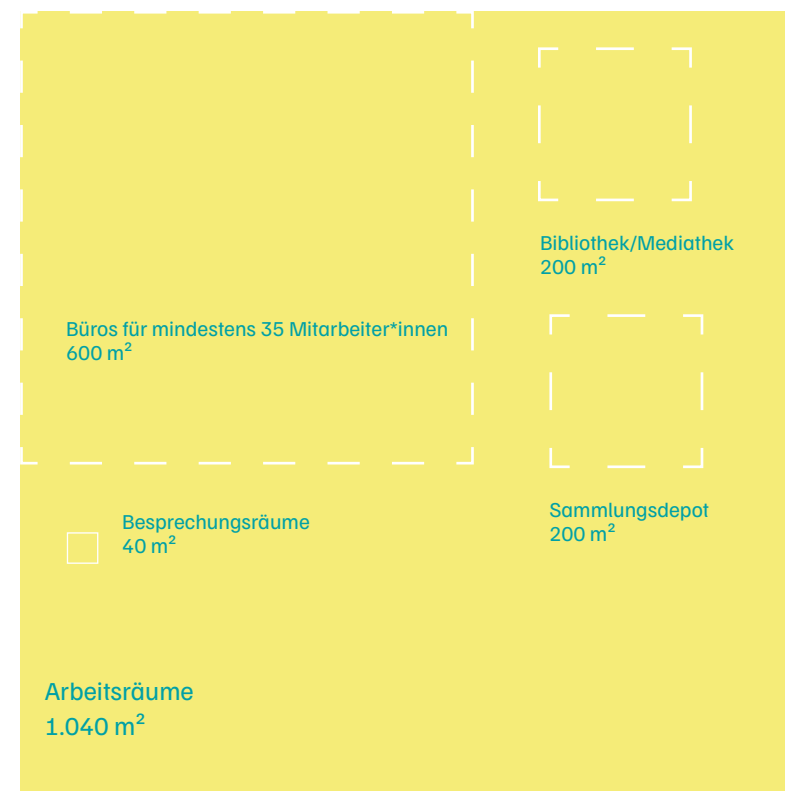 Bibliothek/Mediathek
200 m²
Büros für mindestens 35 Mitarbeiter*innen
600 m²
Sammlungsdepot
200 m²
Besprechungsräume
40 m²
Arbeitsräume
1.040 m²